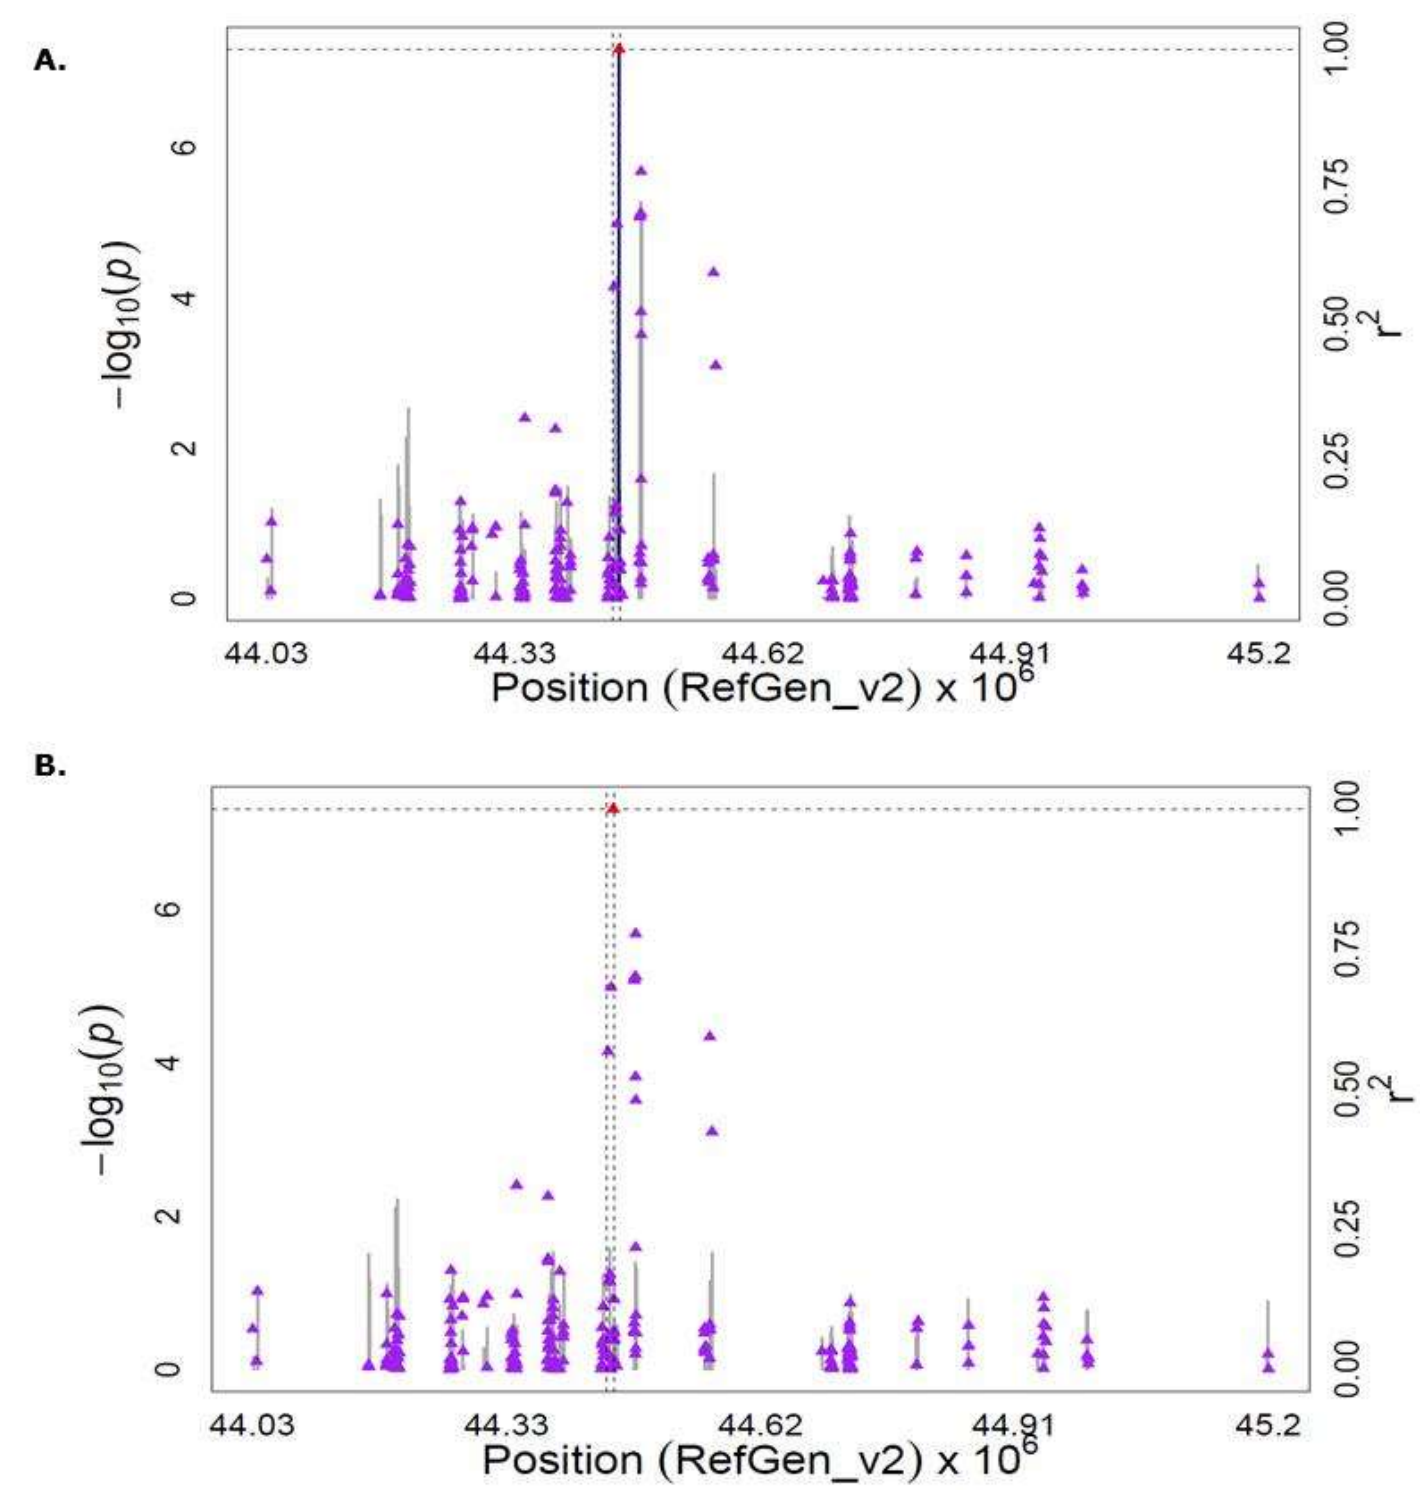 A.
−log₁₀(p)
0 2 4 6
0.00 0.25 0.50 0.75 1.00
r²
44.03 44.33 44.62 44.91 45.2
Position (RefGen_v2) x 10⁶
B.
−log₁₀(p)
0 2 4 6
0.00 0.25 0.50 0.75 1.00
r²
44.03 44.33 44.62 44.91 45.2
Position (RefGen_v2) x 10⁶